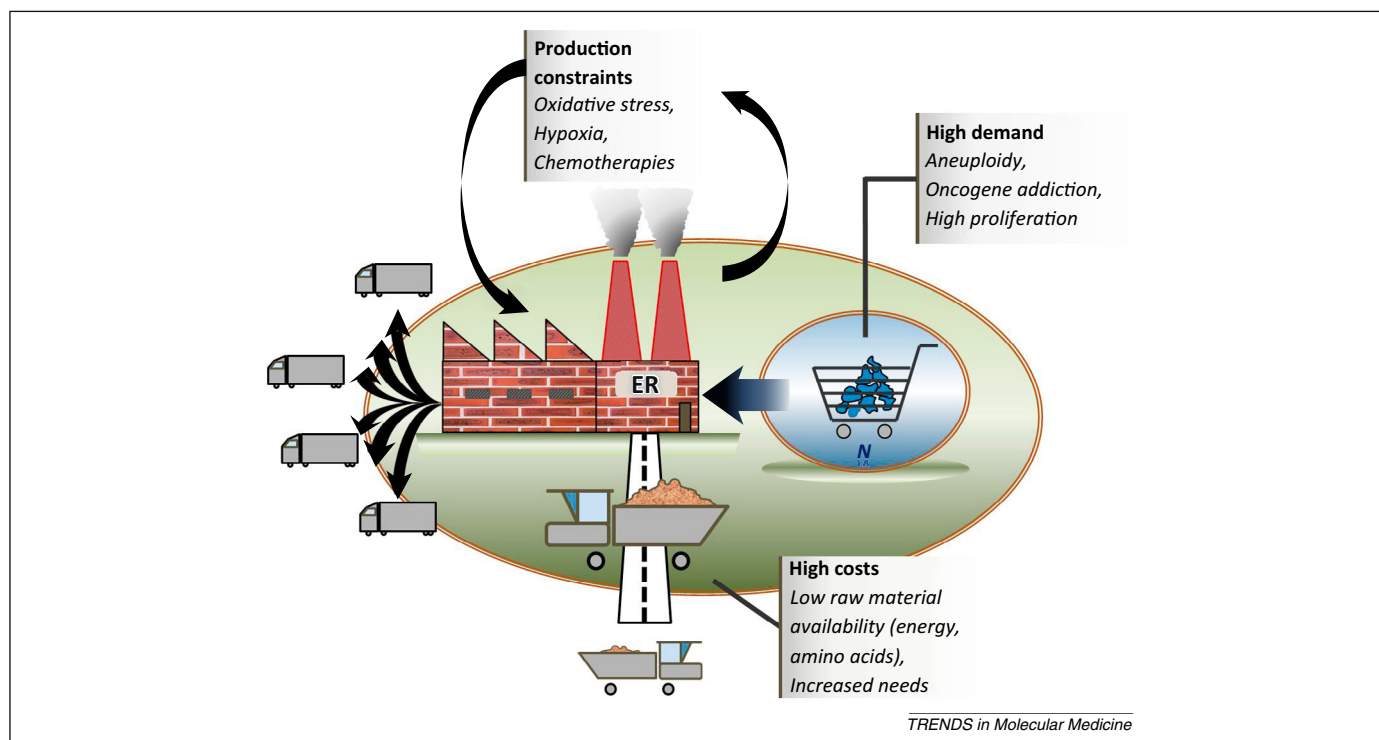 Production
constraints
Oxidative stress,
Hypoxia,
Chemotherapies
High demand
Aneuploidy,
Oncogene addiction,
High proliferation
ER
N
High costs
Low raw material
availability (energy,
amino acids),
Increased needs
TRENDS in Molecular Medicine